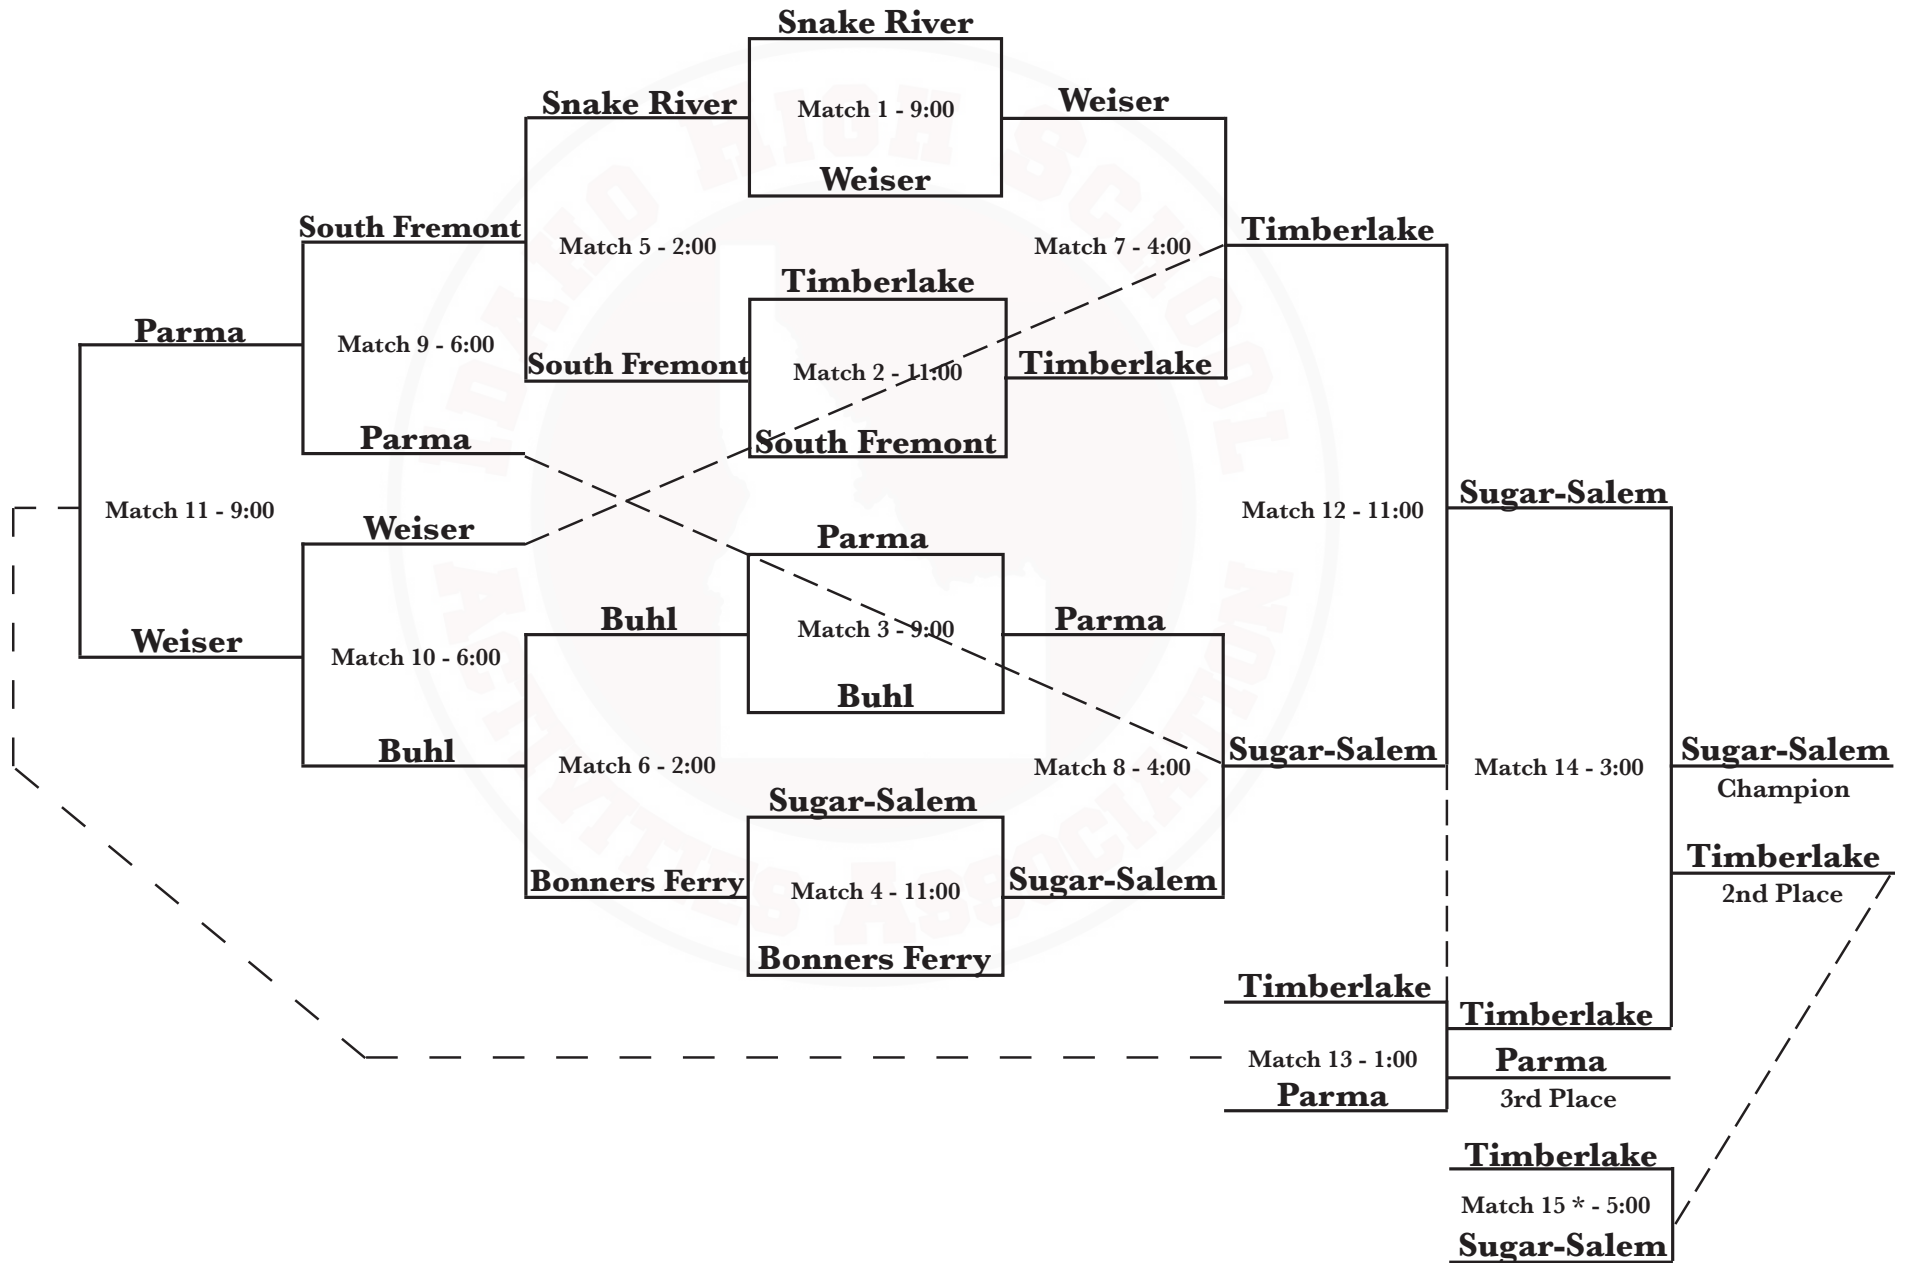 Snake River
Snake River
Match 1 - 9:00
Weiser
Weiser
South Fremont
Match 5 - 2:00
Match 7 - 4:00
Timberlake
Timberlake
Parma
Match 9 - 6:00
South Fremont
Match 2 - 11:00
Timberlake
Parma
South Fremont
Match 11 - 9:00
Match 12 - 11:00
Sugar-Salem
Weiser
Parma
Weiser
Match 10 - 6:00
Buhl
Match 3 - 9:00
Parma
Buhl
Buhl
Match 6 - 2:00
Match 8 - 4:00
Sugar-Salem
Match 14 - 3:00
Sugar-Salem
Champion
Sugar-Salem
Bonners Ferry
Match 4 - 11:00
Sugar-Salem
Timberlake
2nd Place
Bonners Ferry
Timberlake
Timberlake
Match 13 - 1:00
Parma
3rd Place
Parma
Timberlake
Match 15 * - 5:00
Sugar-Salem
IDAHO HIGH SCHOOL
ACTIVITIES ASSOCIATION